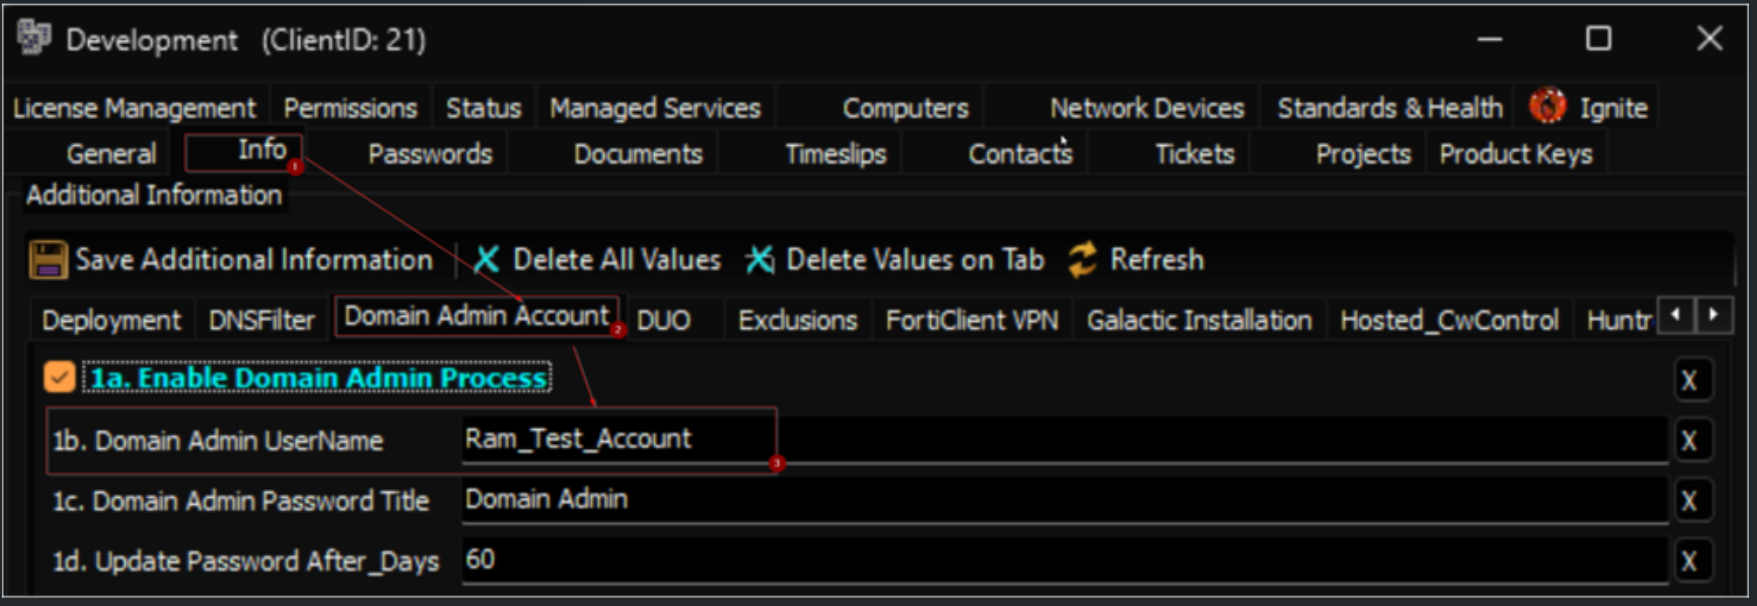 Development (ClientID: 21)
License Management Permissions Status Managed Services Computers Network Devices Standards & Health Ignite
General Info 1 Passwords Documents Timeslips Contacts Tickets Projects Product Keys
Additional Information
Save Additional Information Delete All Values Delete Values on Tab Refresh
Deployment DNSFilter Domain Admin Account 2 DUO Exclusions FortiClient VPN Galactic Installation Hosted_CwControl Huntr
1a. Enable Domain Admin Process X
1b. Domain Admin UserName Ram_Test_Account 3 X
1c. Domain Admin Password Title Domain Admin X
1d. Update Password After_Days 60 X